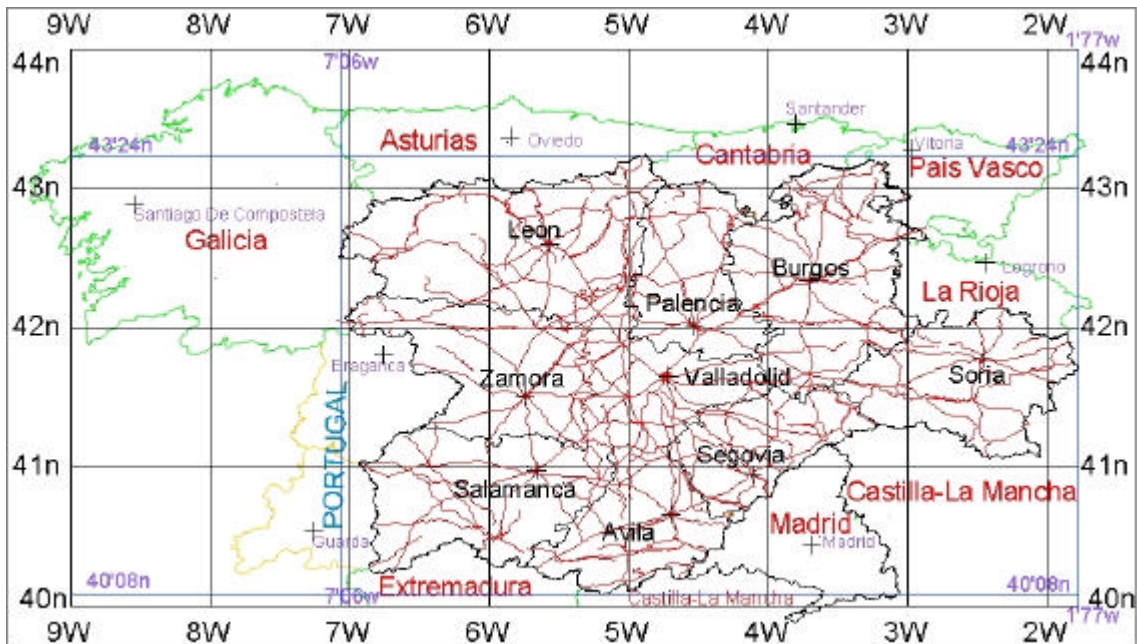 9W 8W 7W 6W 5W 4W 3W 2W
1'77w
44n 7'06w 44n
Santander
Asturias Oviedo
43'24n Cantabria Vitoria 43'24n
Pais Vasco
43n 43n
Santiago De Compostela
Galicia Leon
Burgos Logrono
Palencia La Rioja
42n 42n
Braganca
Zamora Valladolid Soria
PORTUGAL
41n Segovia 41n
Salamanca Castilla-La Mancha
Avila Madrid
Guarda Madrid
40'08n Extremadura 40'08n
40n 7'06w Castilla-La Mancha 40n
1'77w
9W 8W 7W 6W 5W 4W 3W 2W